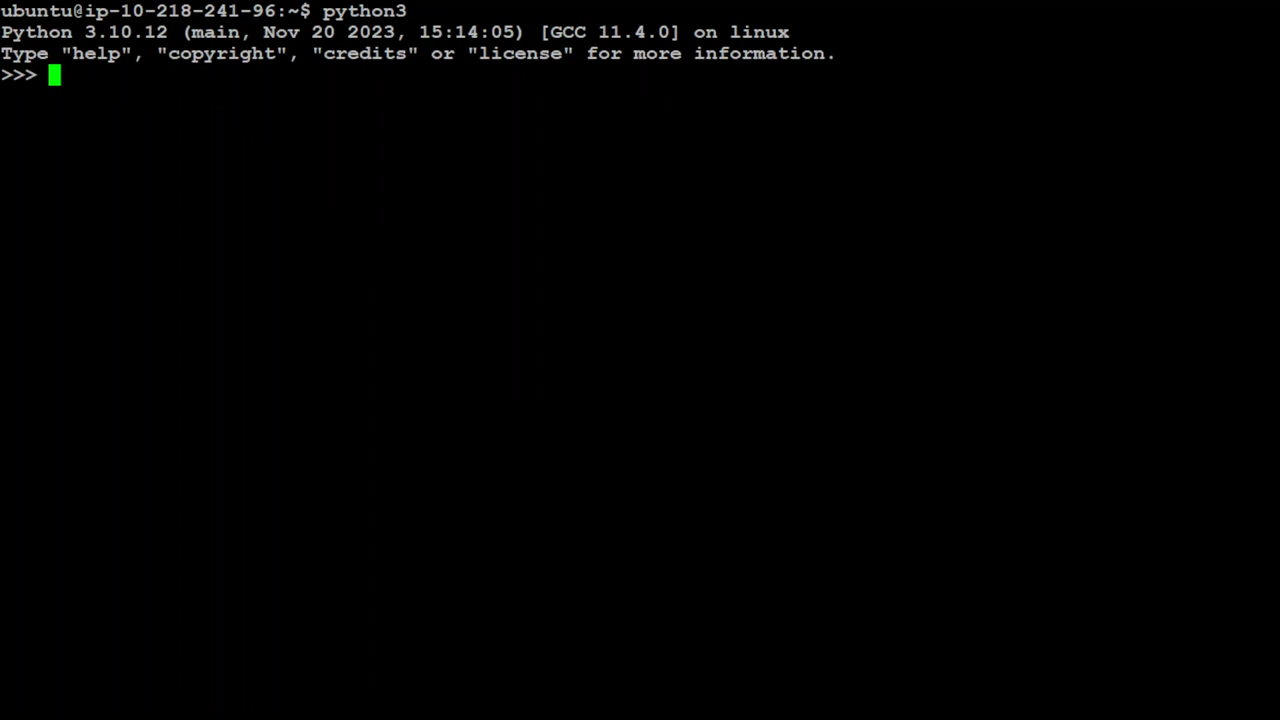 ubuntu@ip-10-218-241-96:~$ python3
Python 3.10.12 (main, Nov 20 2023, 15:14:05) [GCC 11.4.0] on linux
Type "help", "copyright", "credits" or "license" for more information.
>>>